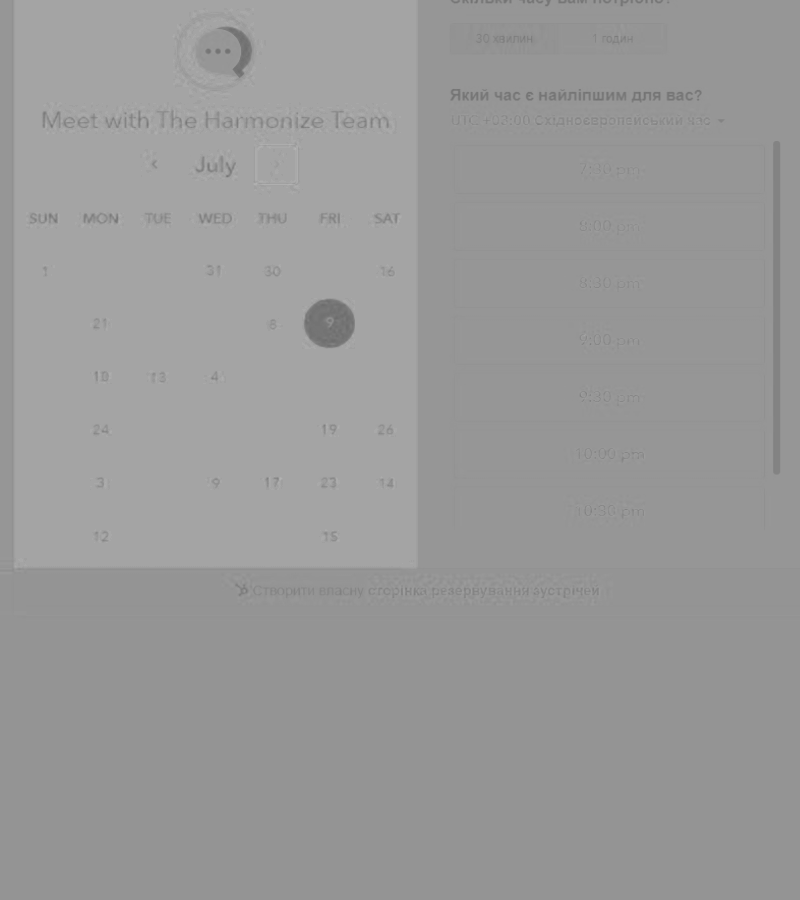 Meet with The Harmonize Team
July
SUN MON TUE WED THU FRI SAT
1 31 30 16
21 8 9
18 13 4
24 19 26
3 9 17 23 14
12 15
Скільки часу вам потрібно?
30 хвилин 1 годин
Який час є найліпшим для вас?
UTC +03:00 Східноєвропейський час
7:30 pm
8:00 pm
8:30 pm
9:00 pm
9:30 pm
10:00 pm
10:30 pm
Створити власну сторінка резервування зустрічей